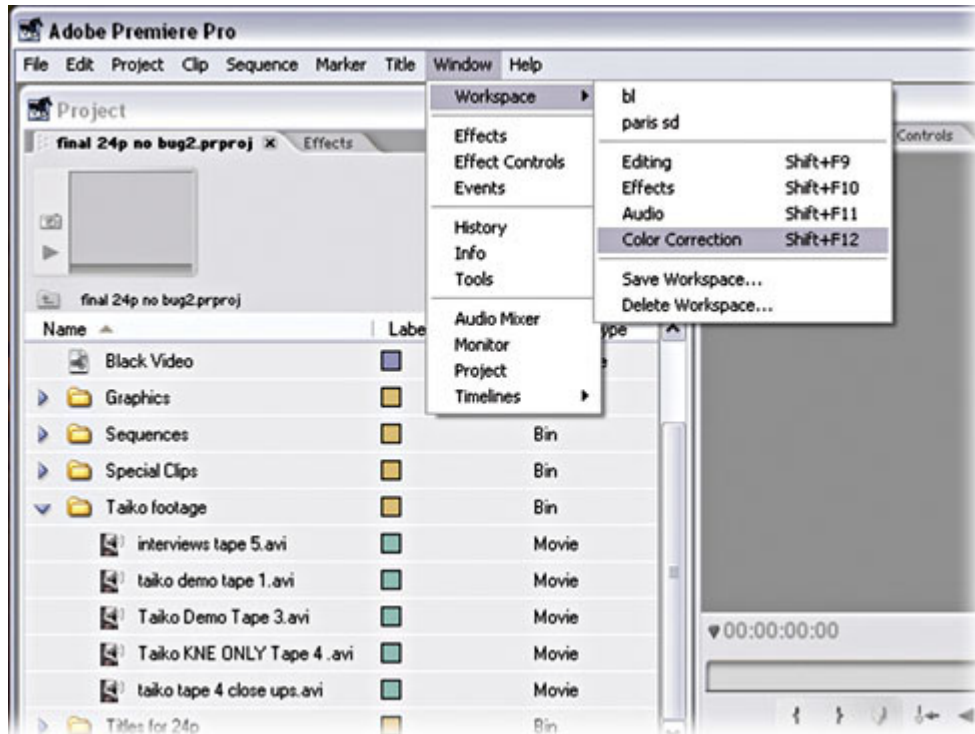 Adobe Premiere Pro
File Edit Project Clip Sequence Marker Title Window Help
Project
final 24p no bug2.prproj x Effects
Controls
Workspace
Effects
Effect Controls
Events
History
Info
Tools
Audio Mixer
Monitor
Project
Timelines
bl
paris sd
Editing Shift+F9
Effects Shift+F10
Audio Shift+F11
Color Correction Shift+F12
Save Workspace...
Delete Workspace...
final 24p no bug2.prproj
Name Labe ype
Black Video
Graphics
Sequences Bin
Special Clips Bin
Taiko footage Bin
interviews tape 5.avi Movie
taiko demo tape 1.avi Movie
Taiko Demo Tape 3.avi Movie
Taiko KNE ONLY Tape 4 .avi Movie
taiko tape 4 close ups.avi Movie
Titles for 24p Bin
00:00:00:00